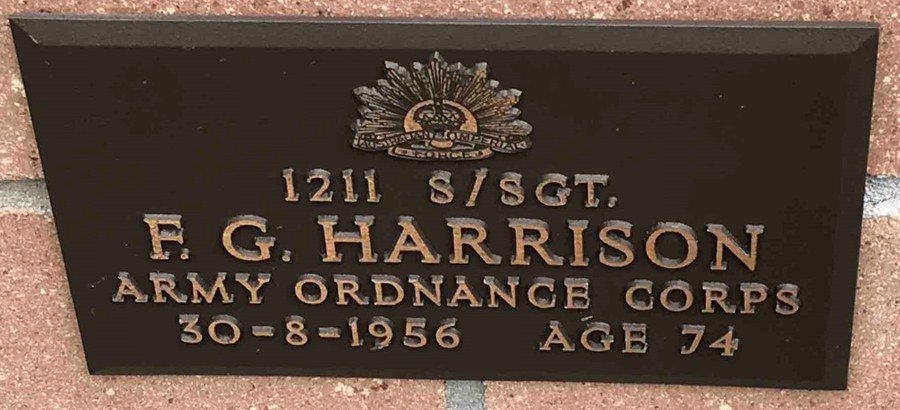 AUSTRALIAN IMPERIAL
FORCE
1211 S/SGT.
F. G. HARRISON
ARMY ORDNANCE CORPS
30-8-1956 AGE 74